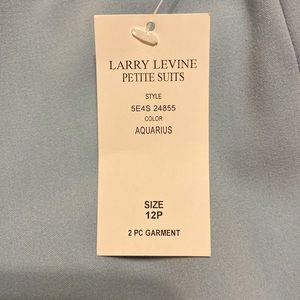 LARRY LEVINE
PETITE SUITS
STYLE
5E4S 24855
COLOR
AQUARIUS
SIZE
12P
2 PC GARMENT